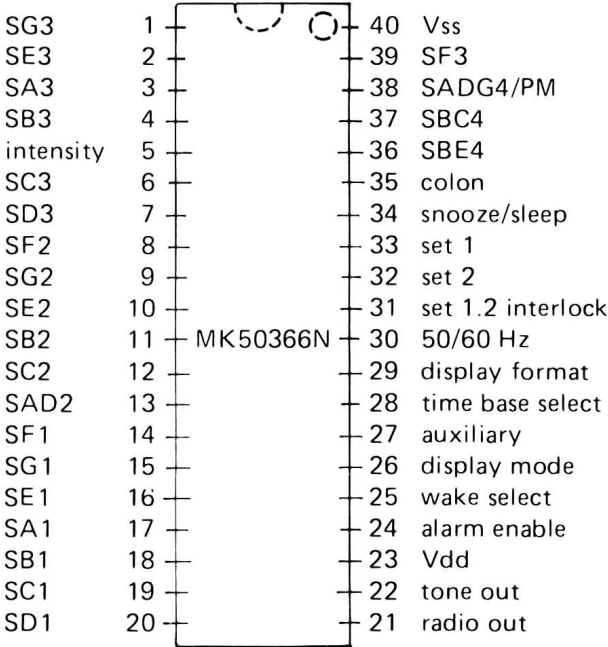 SG3 1 40 Vss
SE3 2 39 SF3
SA3 3 38 SADG4/PM
SB3 4 37 SBC4
intensity 5 36 SBE4
SC3 6 35 colon
SD3 7 34 snooze/sleep
SF2 8 33 set 1
SG2 9 32 set 2
SE2 10 31 set 1.2 interlock
SB2 11 MK50366N 30 50/60 Hz
SC2 12 29 display format
SAD2 13 28 time base select
SF1 14 27 auxiliary
SG1 15 26 display mode
SE1 16 25 wake select
SA1 17 24 alarm enable
SB1 18 23 Vdd
SC1 19 22 tone out
SD1 20 21 radio out